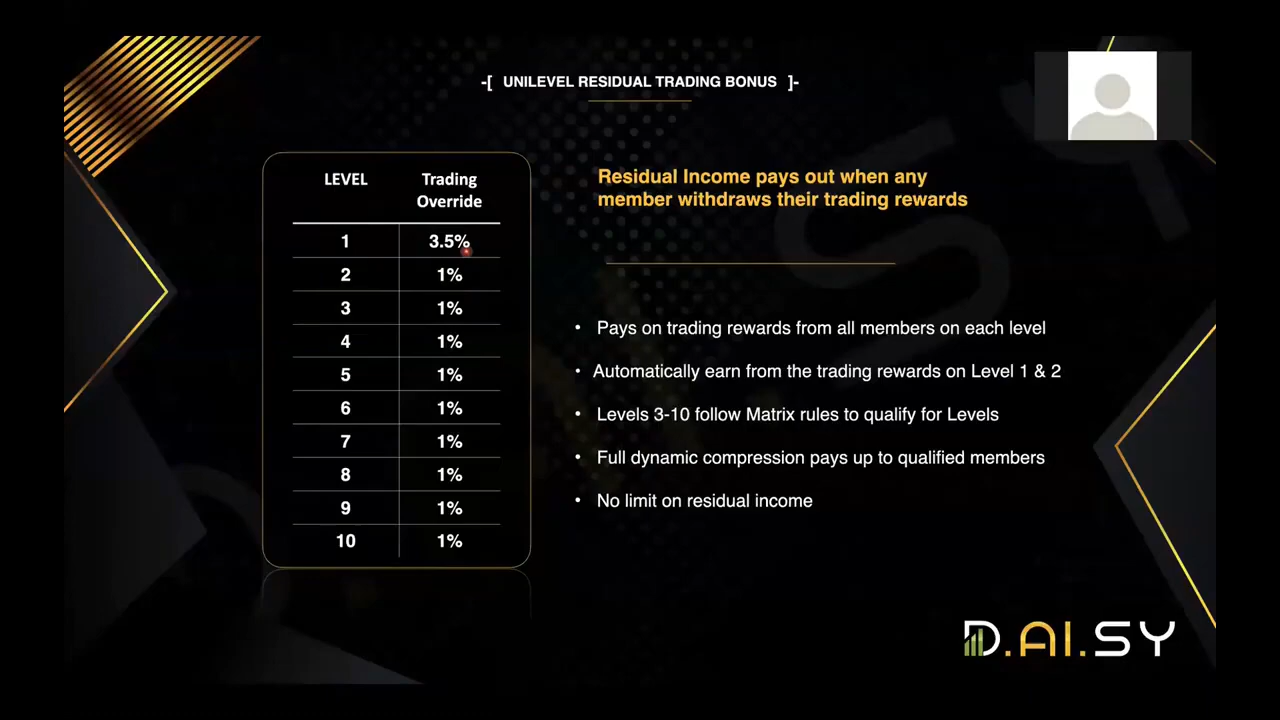 -[ UNILEVEL RESIDUAL TRADING BONUS ]-
LEVEL Trading Override
1 3.5%
2 1%
3 1%
4 1%
5 1%
6 1%
7 1%
8 1%
9 1%
10 1%
Residual Income pays out when any
member withdraws their trading rewards
• Pays on trading rewards from all members on each level
• Automatically earn from the trading rewards on Level 1 & 2
• Levels 3-10 follow Matrix rules to qualify for Levels
• Full dynamic compression pays up to qualified members
• No limit on residual income
D.AI.SY